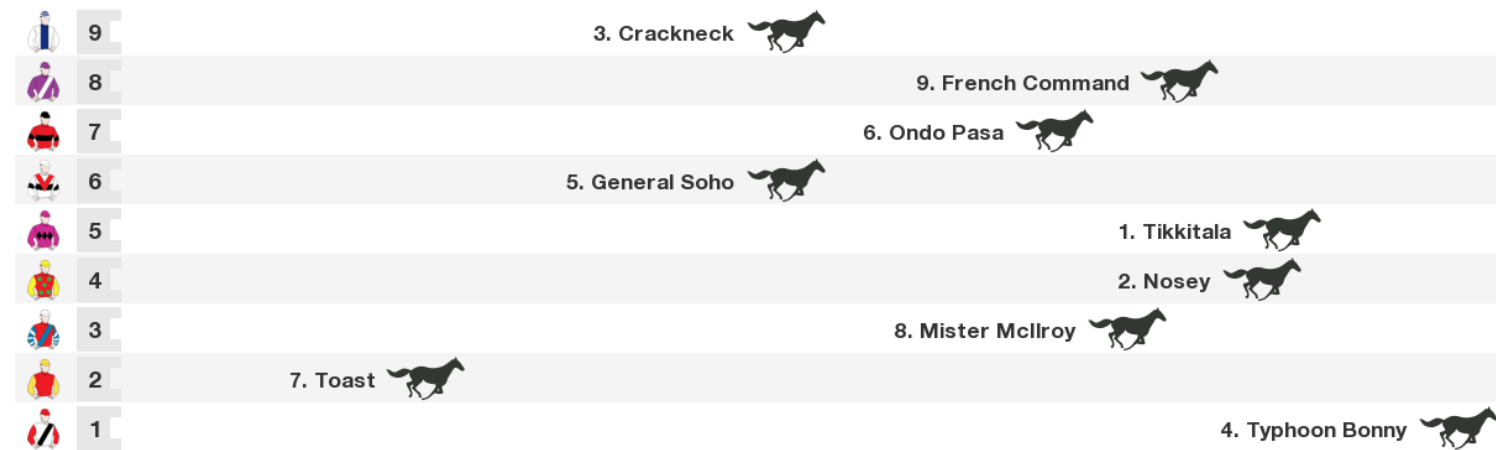 9 3. Crackneck
8 9. French Command
7 6. Ondo Pasa
6 5. General Soho
5 1. Tikkitala
4 2. Nosey
3 8. Mister McIlroy
2 7. Toast
1 4. Typhoon Bonny